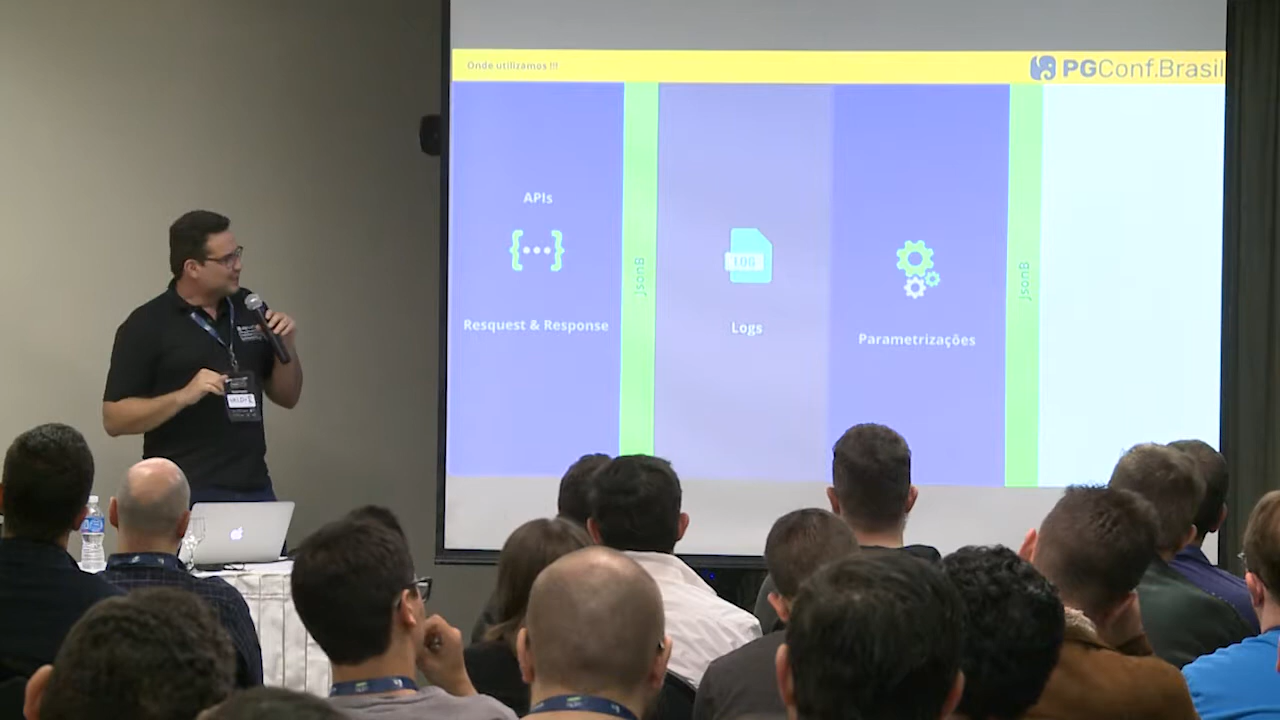 Onde utilizamos !!!
PGConf.Brasil
APIs
{...}
Resquest & Response
JsonB
LOG
Logs
Parametrizações
JsonB